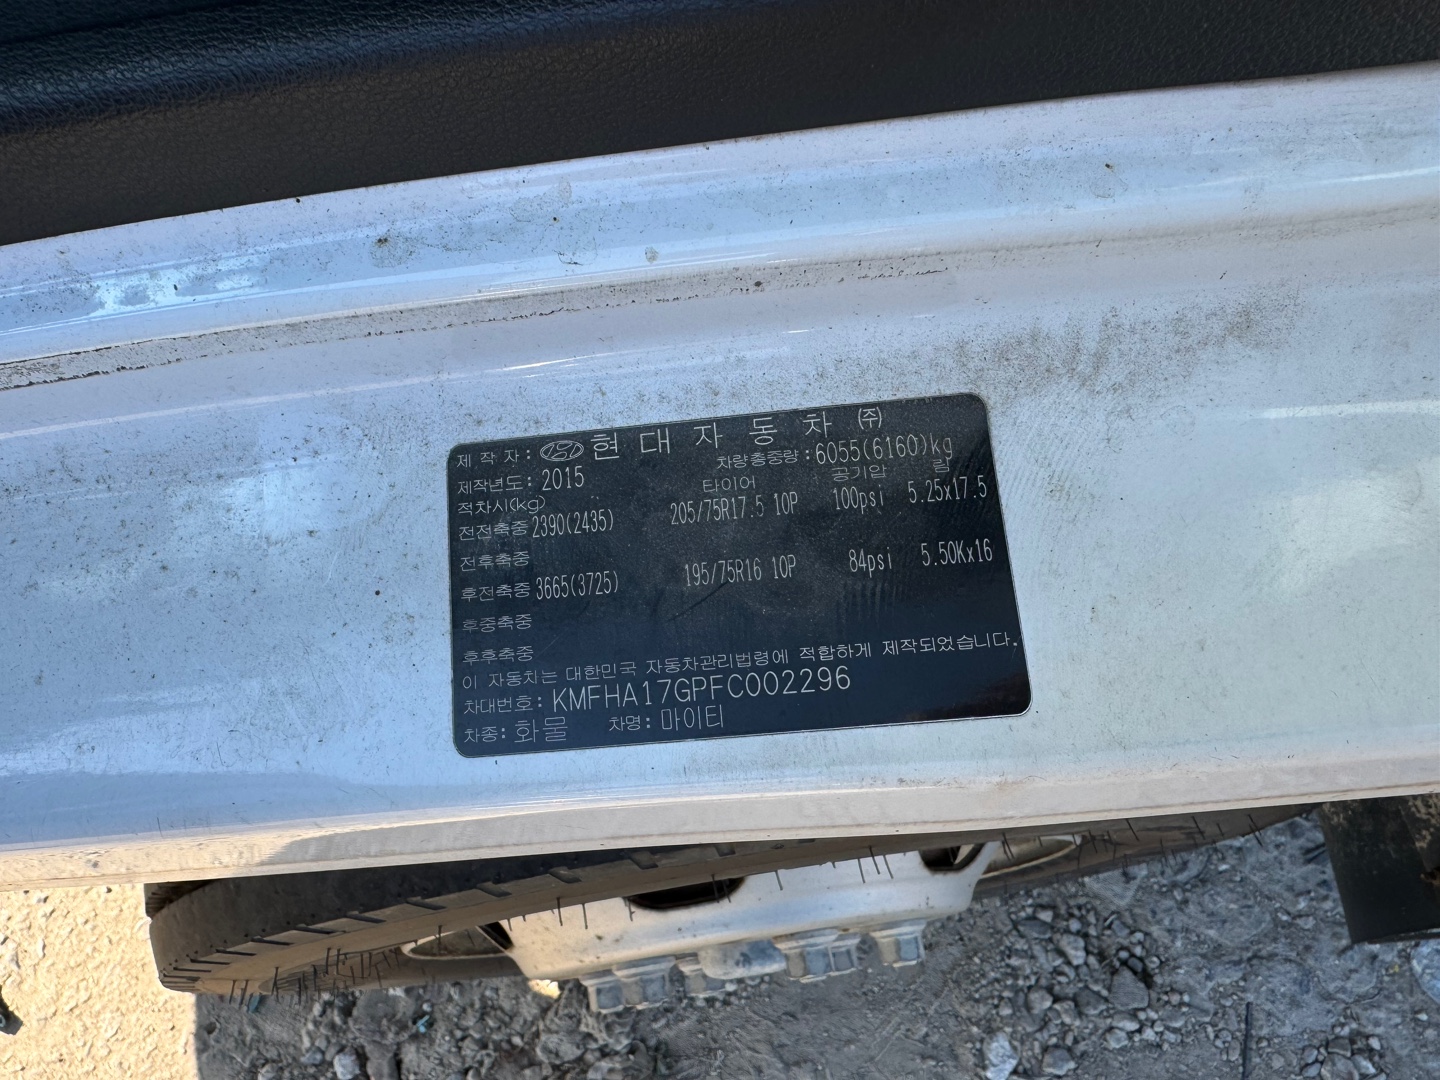 제 작 자: 현 대 자 동 차 ㈜
제작년도: 2015 차량총중량: 6055(6160)kg
적차시(kg) 타이어 공기압 림
전전축중 2390(2435) 205/75R17.5 10P 100psi 5.25x17.5
전후축중
후전축중 3665(3725) 195/75R16 10P 84psi 5.50Kx16
후중축중
후후축중
이 자동차는 대한민국 자동차관리법령에 적합하게 제작되었습니다.
차대번호: KMFHA17GPFC002296
차종: 화물 차명: 마이티